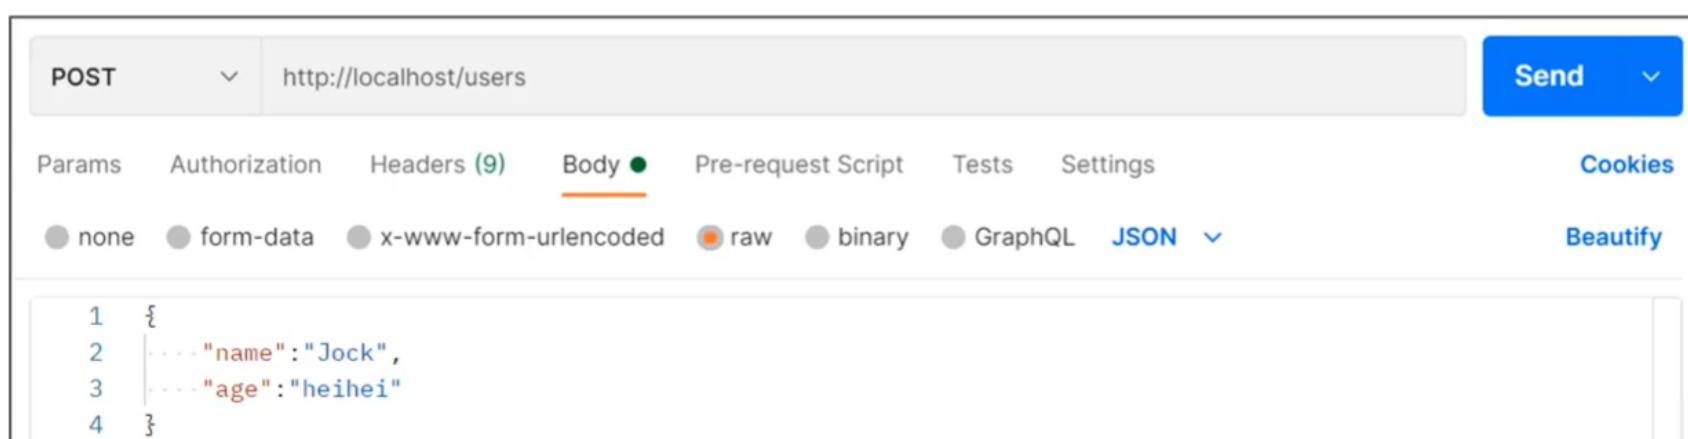 POST http://localhost/users Send
Params Authorization Headers (9) Body Pre-request Script Tests Settings Cookies
none form-data x-www-form-urlencoded raw binary GraphQL JSON Beautify
1 {
2 "name":"Jock",
3 "age":"heihei"
4 }